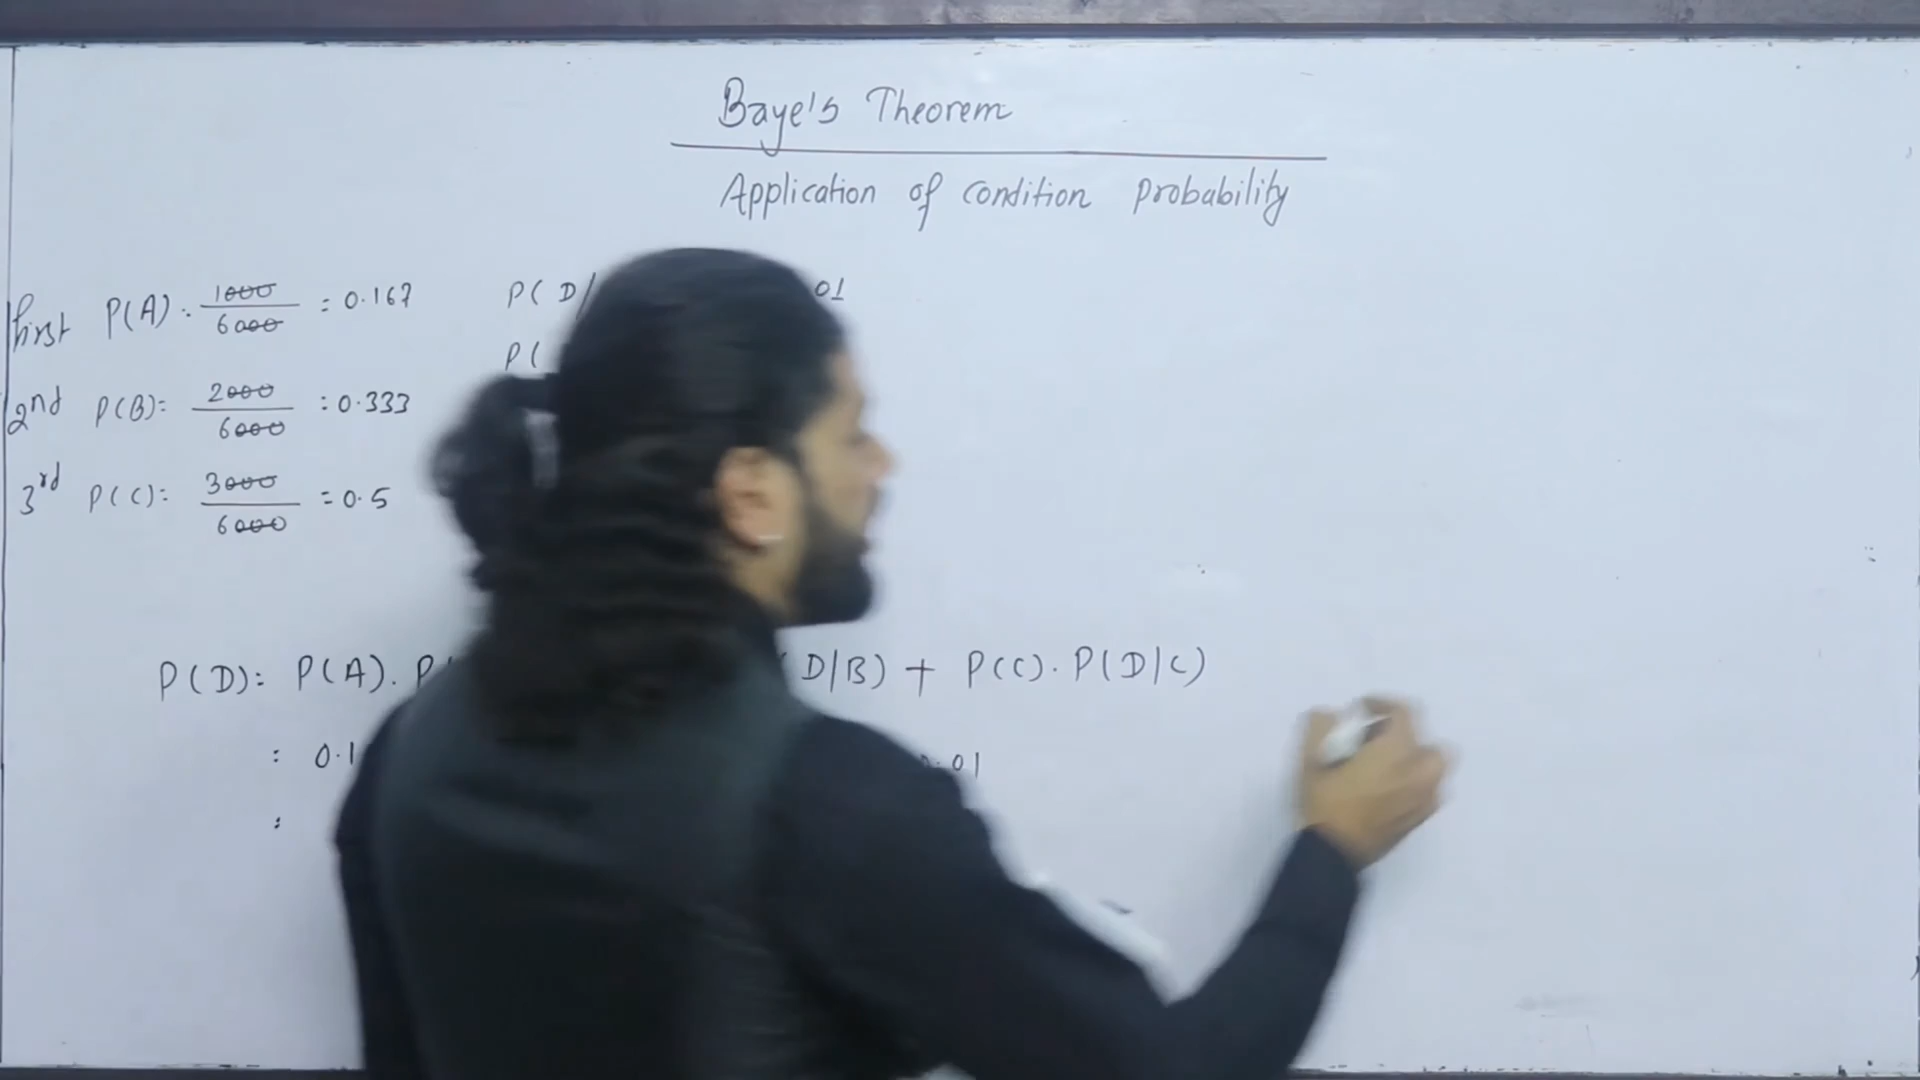 Baye's Theorem
Application of condition probability
first P(A) : 1000/6000 = 0.167 P( D/ 01
P(
2nd P(B): 2000/6000 : 0.333
3rd P(C): 3000/6000 = 0.5
P(D): P(A). P( D/B) + P(C). P(D/C)
: 0.1 0.01
: